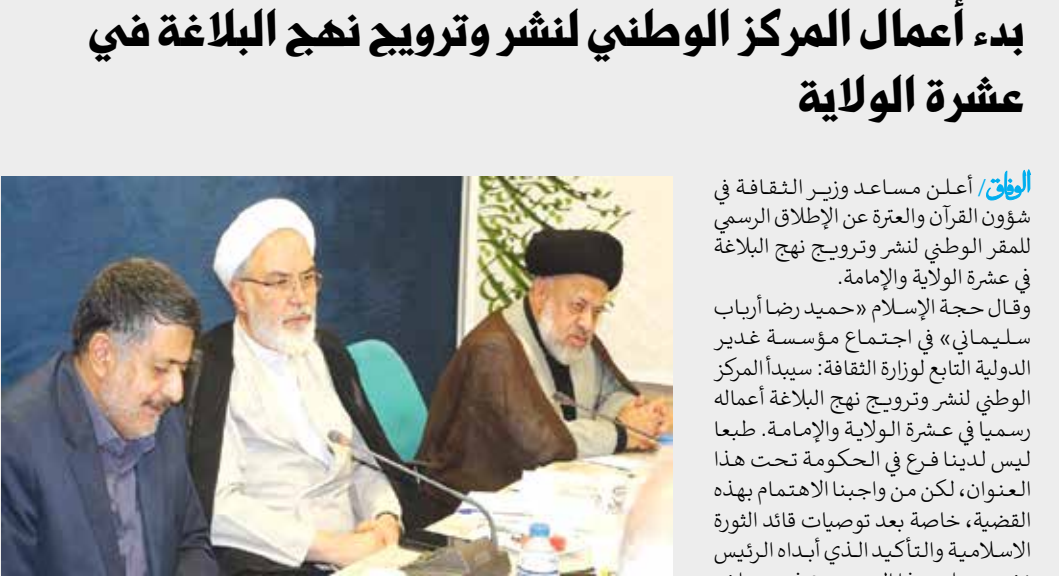 بدء أعمال المركز الوطني لنشر وترويج نهج البلاغة في
عشرة الولاية
الوفاق/ أعلن مساعد وزير الثقافة في
شؤون القرآن والعترة عن الإطلاق الرسمي
للمقر الوطني لنشر وترويج نهج البلاغة
في عشرة الولاية والإمامة.
وقال حجة الإسلام «حميد رضا أرباب
سليماني» في اجتماع مؤسسة غدير
الدولية التابع لوزارة الثقافة: سيبدأ المركز
الوطني لنشر وترويج نهج البلاغة أعماله
رسميا في عشرة الولاية والإمامة. طبعا
ليس لدينا فرع في الحكومة تحت هذا
العنوان، لكن من واجبنا الاهتمام بهذه
القضية، خاصة بعد توصيات قائد الثورة
الاسلامية والتأكيد الذي أبداه الرئيس